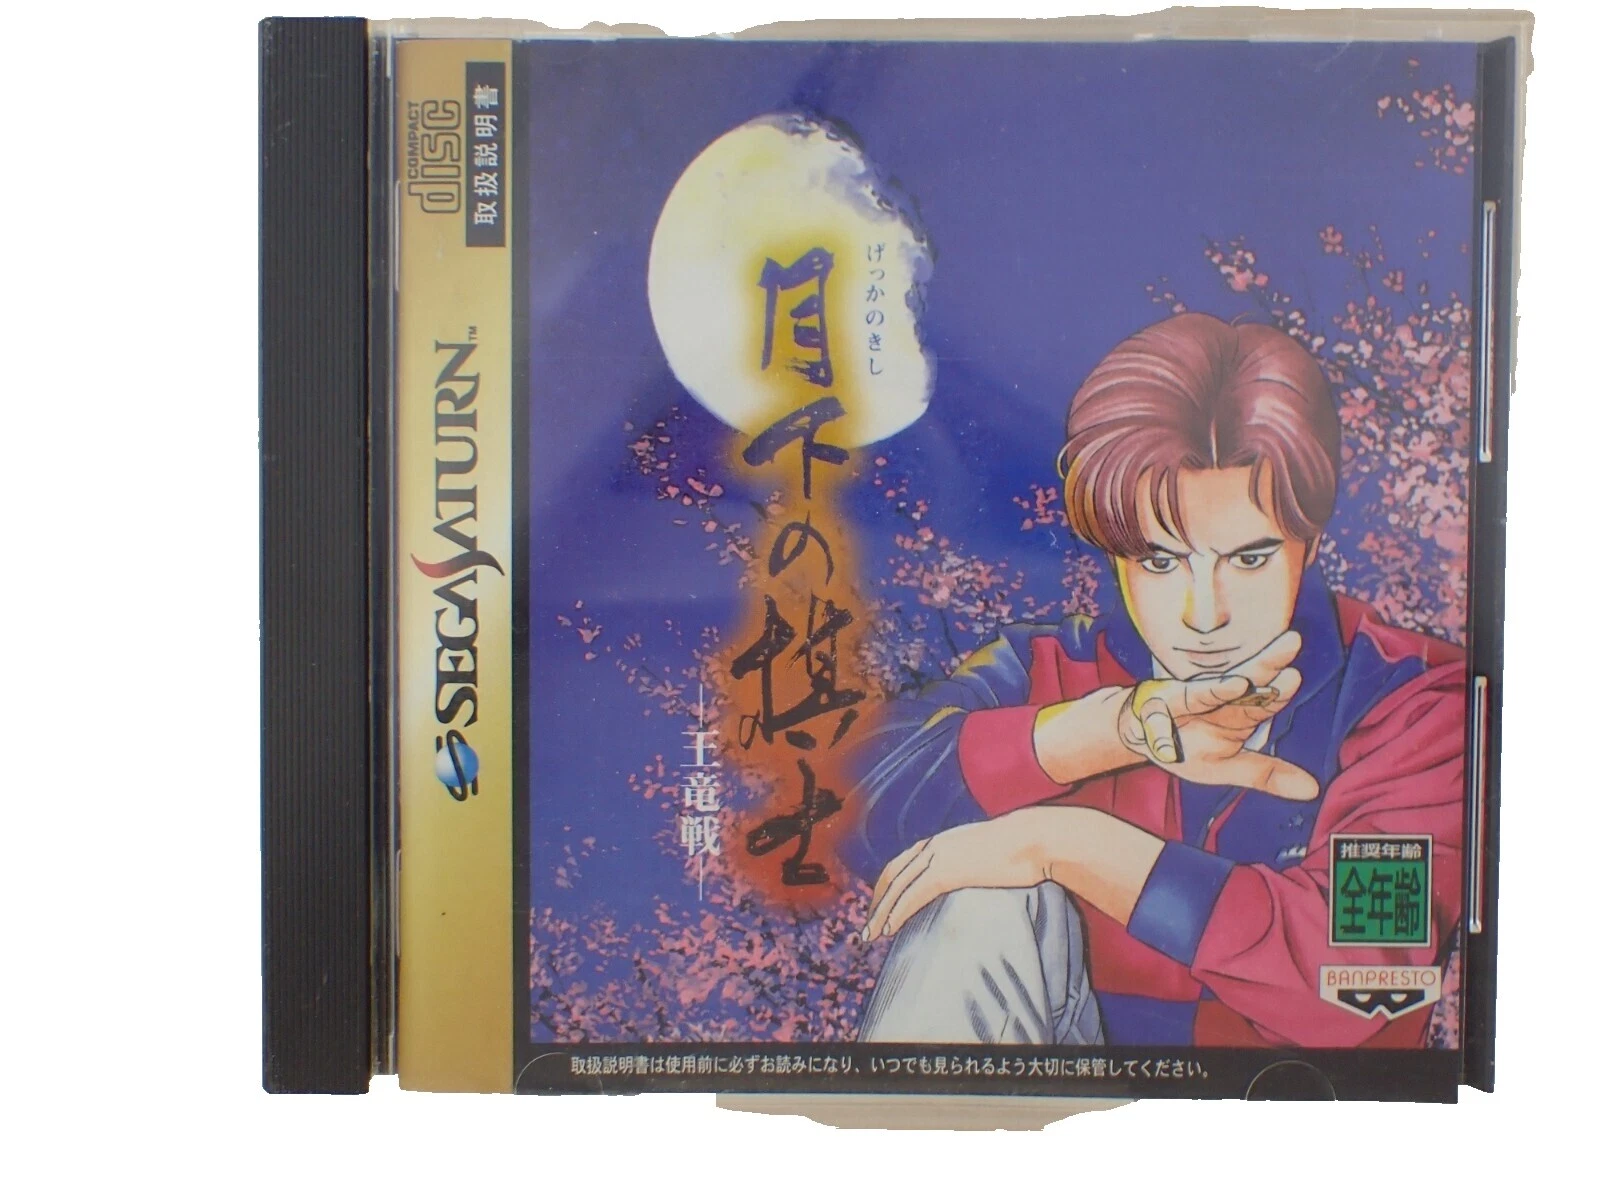 COMPACT
disc
取扱説明書
SEGA SATURN™
げっかのきし
月下の棋士
王竜戦
推奨年齢
全年齢
BANPRESTO
取扱説明書は使用前に必ずお読みになり、いつでも見られるよう大切に保管してください。